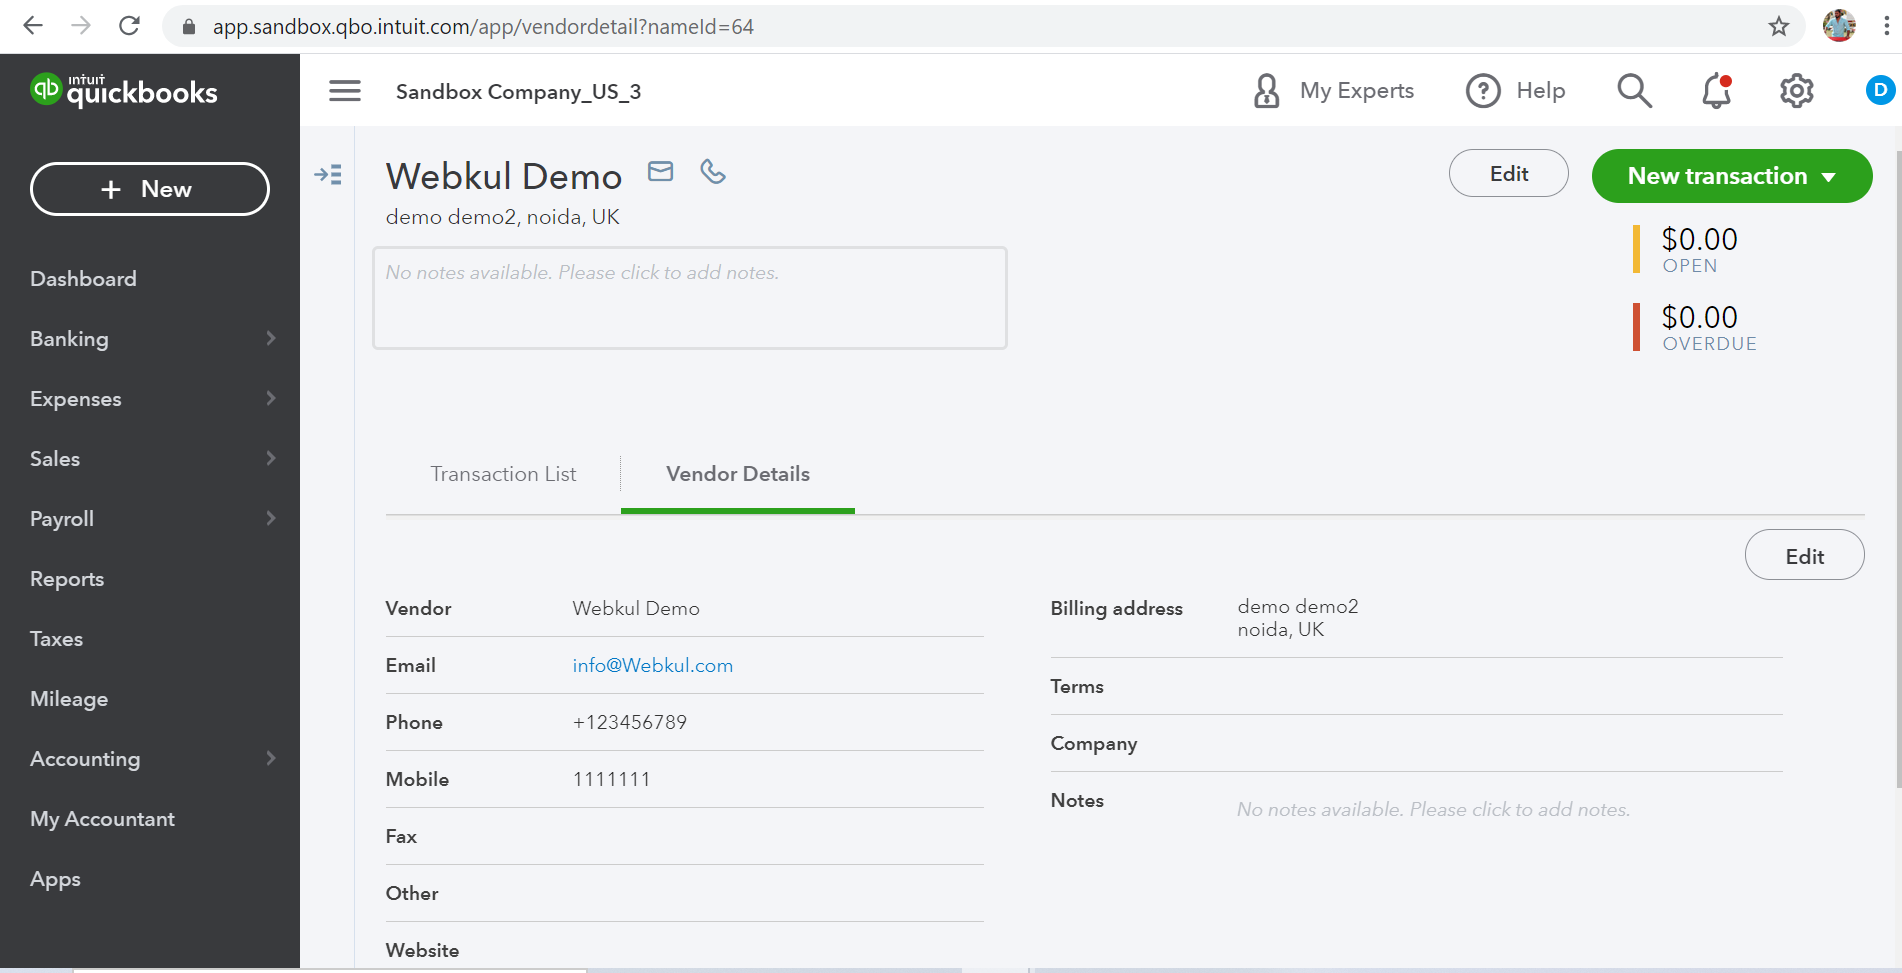 app.sandbox.qbo.intuit.com/app/vendordetail?nameId=64
qb intuit quickbooks
Sandbox Company_US_3
My Experts
? Help
D
+ New
Dashboard
Banking
Expenses
Sales
Payroll
Reports
Taxes
Mileage
Accounting
My Accountant
Apps
Webkul Demo
Edit
New transaction
demo demo2, noida, UK
No notes available. Please click to add notes.
$0.00
OPEN
$0.00
OVERDUE
Transaction List
Vendor Details
Edit
Vendor Webkul Demo
Email info@Webkul.com
Phone +123456789
Mobile 1111111
Fax
Other
Website
Billing address demo demo2
noida, UK
Terms
Company
Notes No notes available. Please click to add notes.